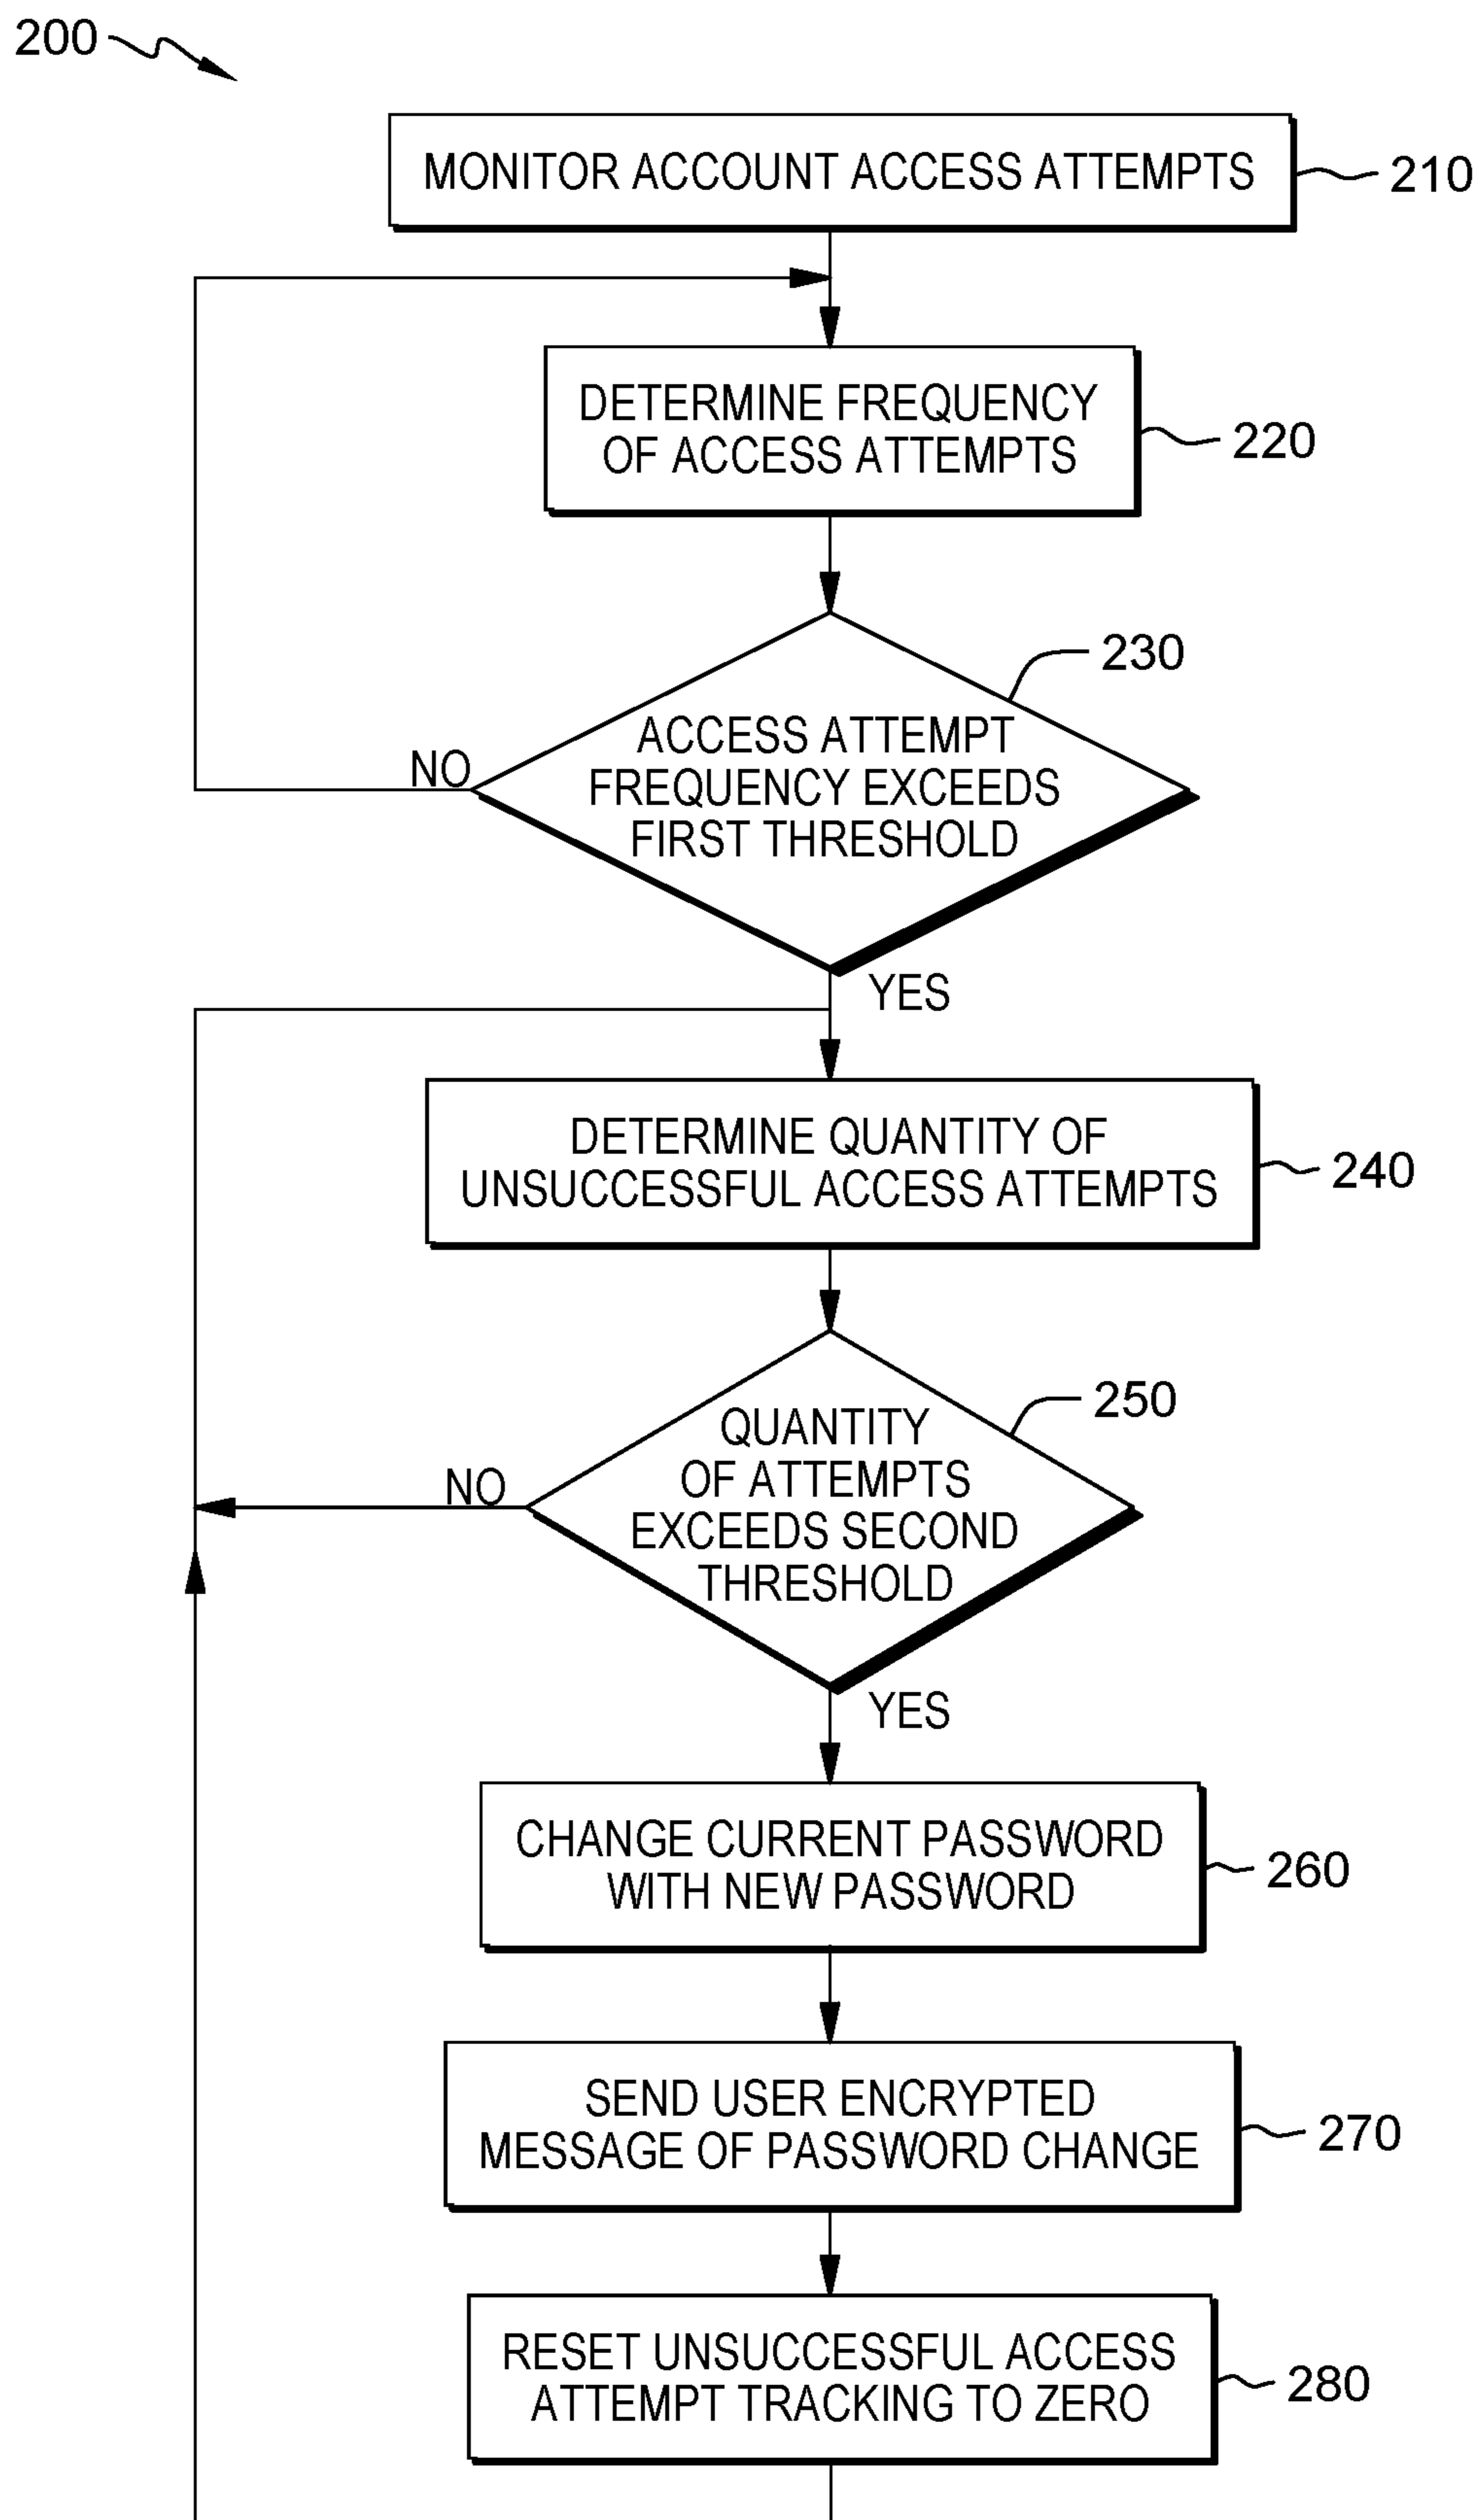 200
MONITOR ACCOUNT ACCESS ATTEMPTS
210
DETERMINE FREQUENCY
OF ACCESS ATTEMPTS
220
230
ACCESS ATTEMPT
FREQUENCY EXCEEDS
FIRST THRESHOLD
NO
YES
DETERMINE QUANTITY OF
UNSUCCESSFUL ACCESS ATTEMPTS
240
250
QUANTITY
OF ATTEMPTS
EXCEEDS SECOND
THRESHOLD
NO
YES
CHANGE CURRENT PASSWORD
WITH NEW PASSWORD
260
SEND USER ENCRYPTED
MESSAGE OF PASSWORD CHANGE
270
RESET UNSUCCESSFUL ACCESS
ATTEMPT TRACKING TO ZERO
280